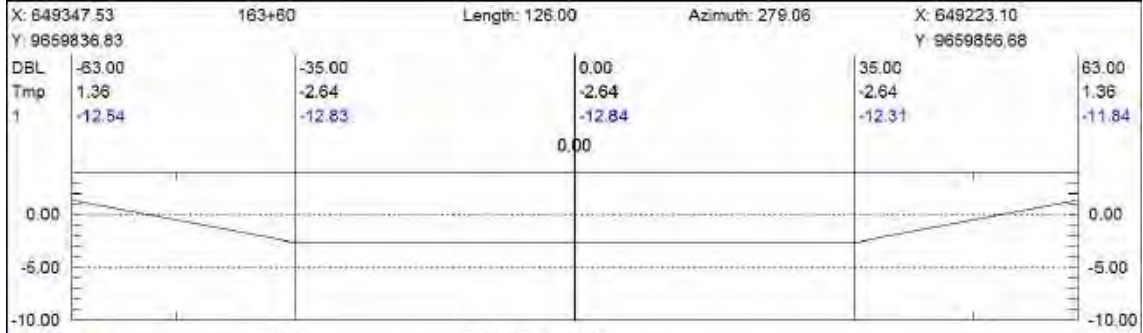 X: 649347.53 163+60 Length: 126.00 Azimuth: 279.06 X: 649223.10
Y: 9659836.83 Y: 9659856.68
DBL -63.00 -35.00 0.00 35.00 63.00
Tmp 1.36 -2.64 -2.64 -2.64 1.36
1 -12.54 -12.83 -12.84 -12.31 -11.84
0.00
0.00 0.00
-5.00 -5.00
-10.00 -10.00